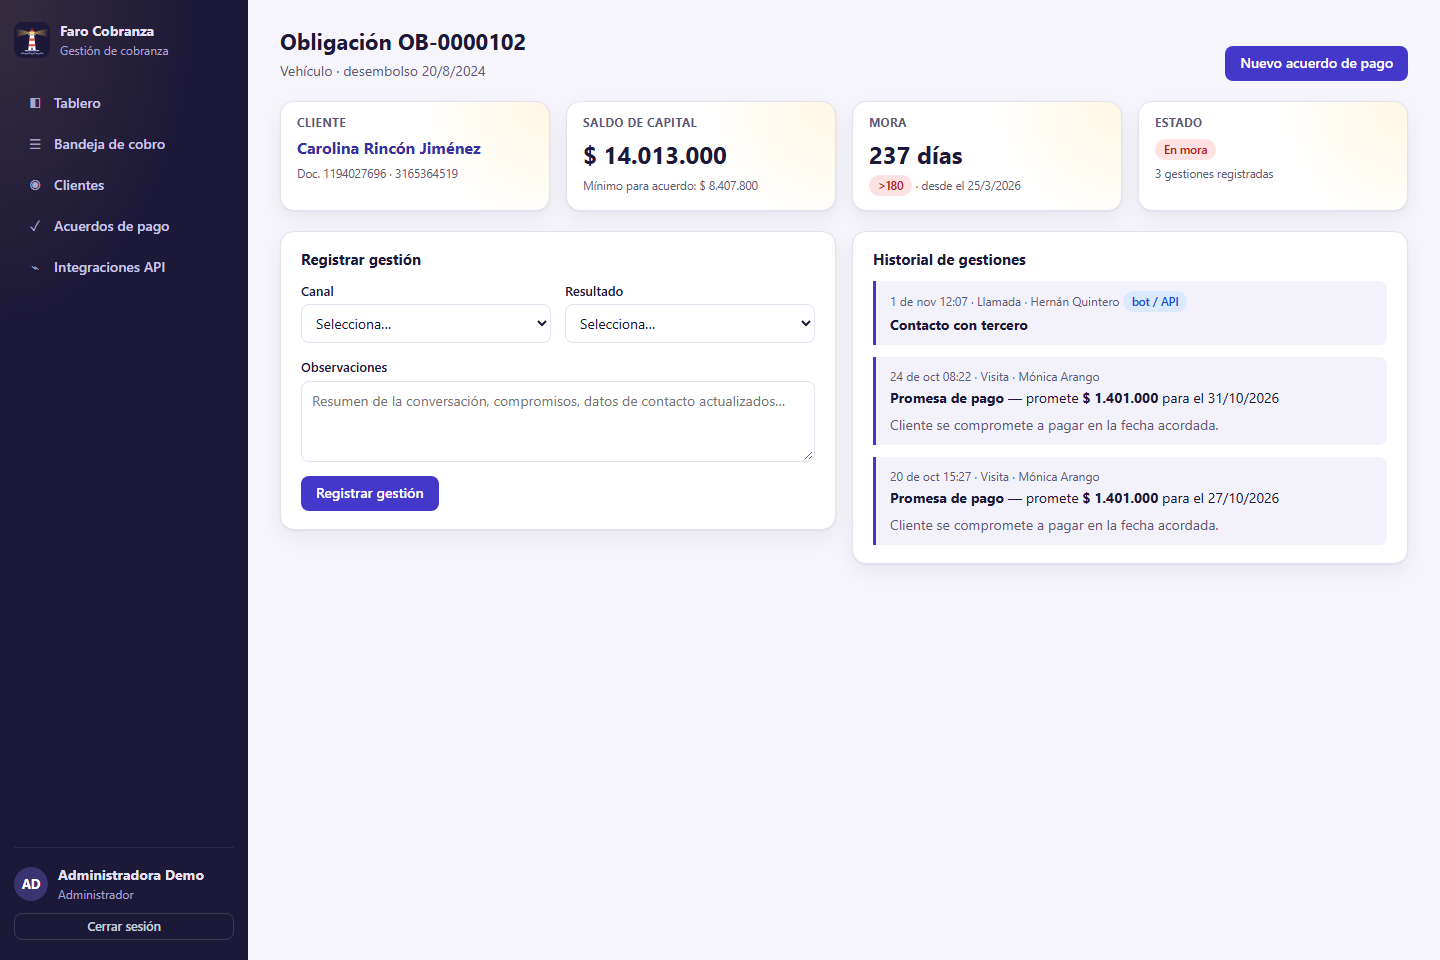 Faro Cobranza
Gestión de cobranza
Tablero
Bandeja de cobro
Clientes
Acuerdos de pago
Integraciones API
AD
Administradora Demo
Administrador
Cerrar sesión
Obligación OB-0000102
Vehículo · desembolso 20/8/2024
Nuevo acuerdo de pago
CLIENTE
Carolina Rincón Jiménez
Doc. 1194027696 · 3165364519
SALDO DE CAPITAL
$ 14.013.000
Mínimo para acuerdo: $ 8.407.800
MORA
237 días
>180 · desde el 25/3/2026
ESTADO
En mora
3 gestiones registradas
Registrar gestión
Canal
Selecciona...
Resultado
Selecciona...
Observaciones
Resumen de la conversación, compromisos, datos de contacto actualizados...
Registrar gestión
Historial de gestiones
1 de nov 12:07 · Llamada · Hernán Quintero bot / API
Contacto con tercero
24 de oct 08:22 · Visita · Mónica Arango
Promesa de pago — promete $ 1.401.000 para el 31/10/2026
Cliente se compromete a pagar en la fecha acordada.
20 de oct 15:27 · Visita · Mónica Arango
Promesa de pago — promete $ 1.401.000 para el 27/10/2026
Cliente se compromete a pagar en la fecha acordada.